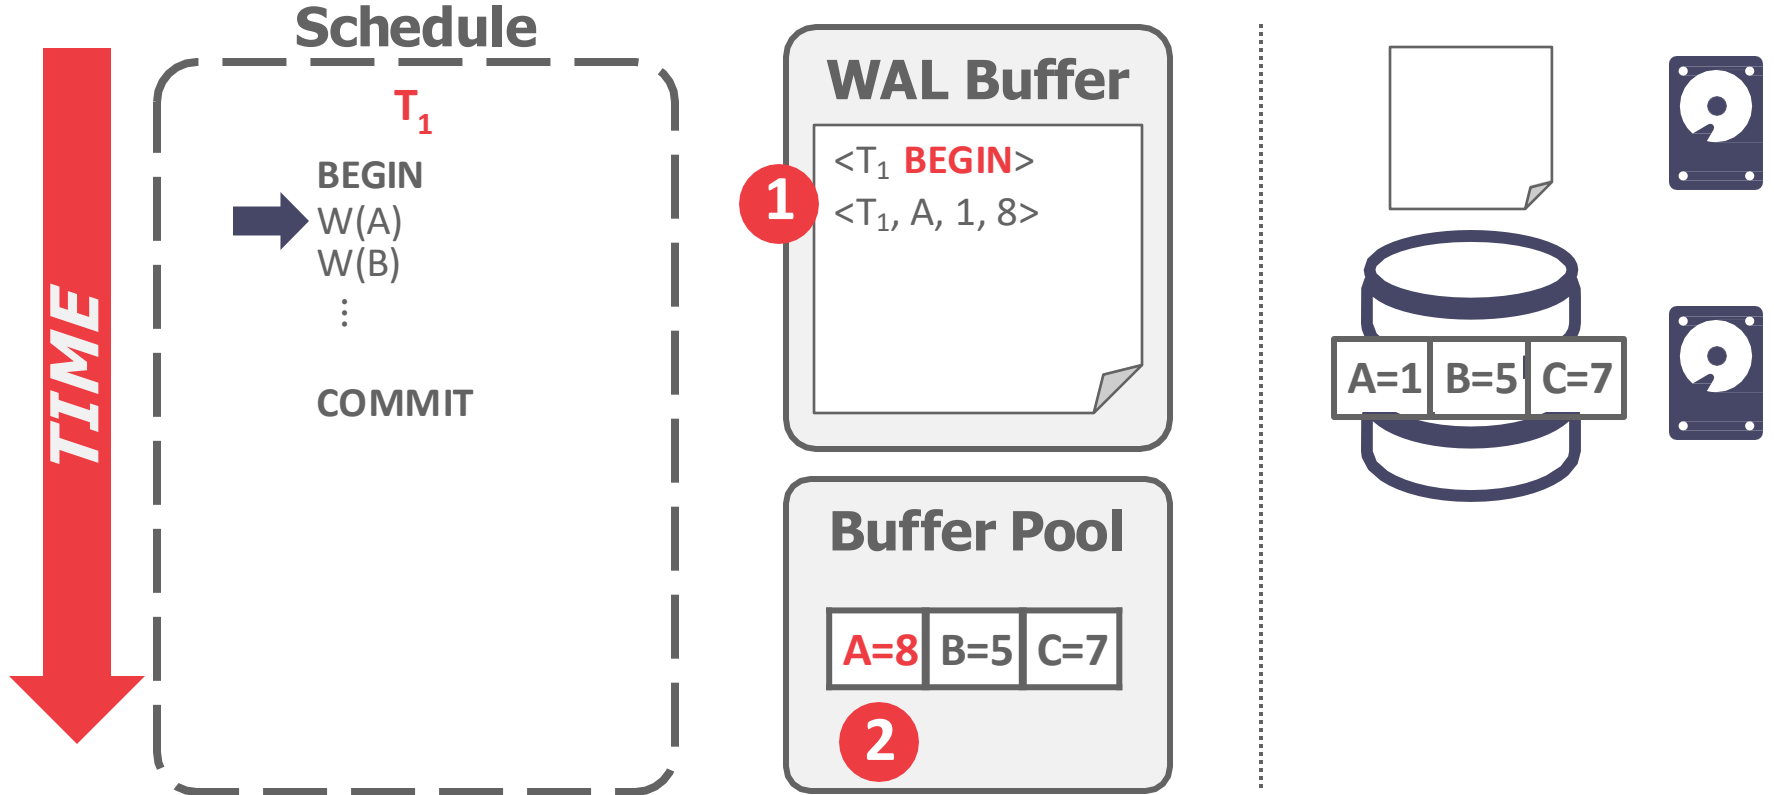 Schedule
TIME
T1
BEGIN
W(A)
W(B)
⋮
COMMIT
WAL Buffer
1
<T1 BEGIN>
<T1, A, 1, 8>
Buffer Pool
A=8 B=5 C=7
2
A=1 B=5 C=7